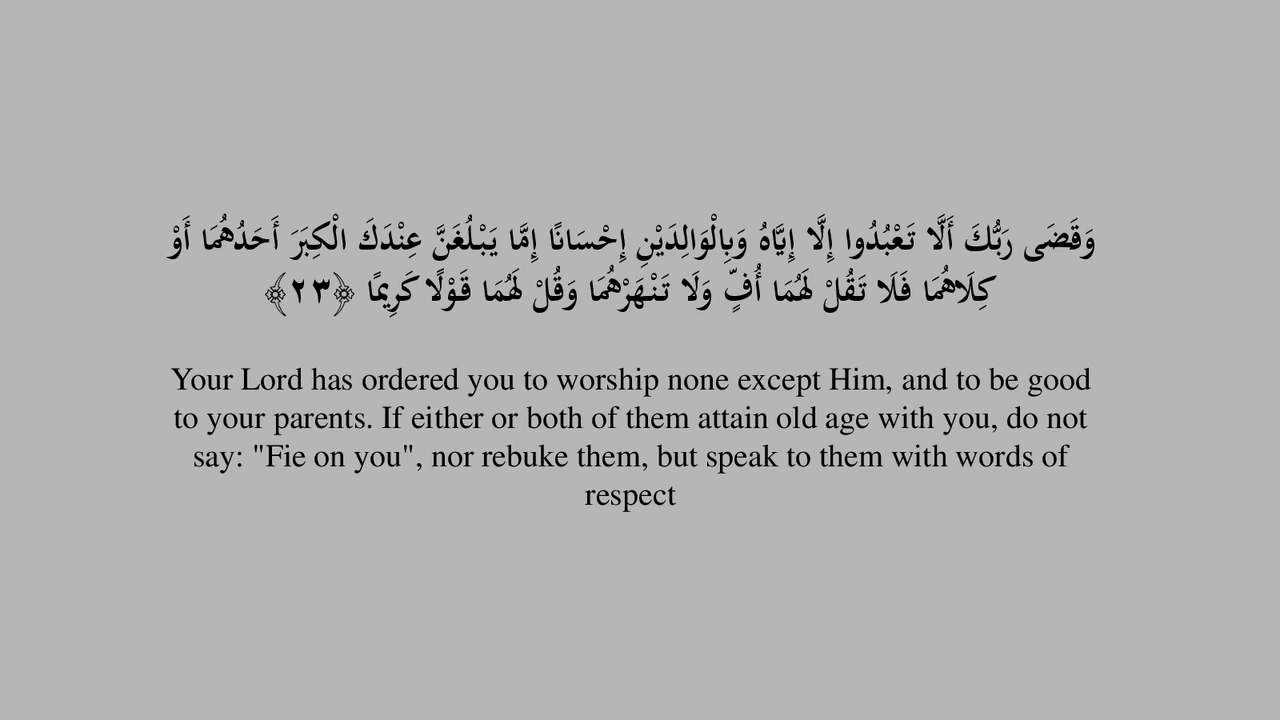 وَقَضَى رَبُّكَ أَلَّا تَعْبُدُوا إِلَّا إِيَّاهُ وَبِالْوَالِدَيْنِ إِحْسَانًا إِمَّا يَبْلُغَنَّ عِنْدَكَ الْكِبَرَ أَحَدُهُمَا أَوْ
كِلَاهُمَا فَلَا تَقُلْ لَهُمَا أُفٍّ وَلَا تَنْهَرْهُمَا وَقُلْ لَهُمَا قَوْلًا كَرِيمًا ﴿٢٣﴾
Your Lord has ordered you to worship none except Him, and to be good
to your parents. If either or both of them attain old age with you, do not
say: "Fie on you", nor rebuke them, but speak to them with words of
respect